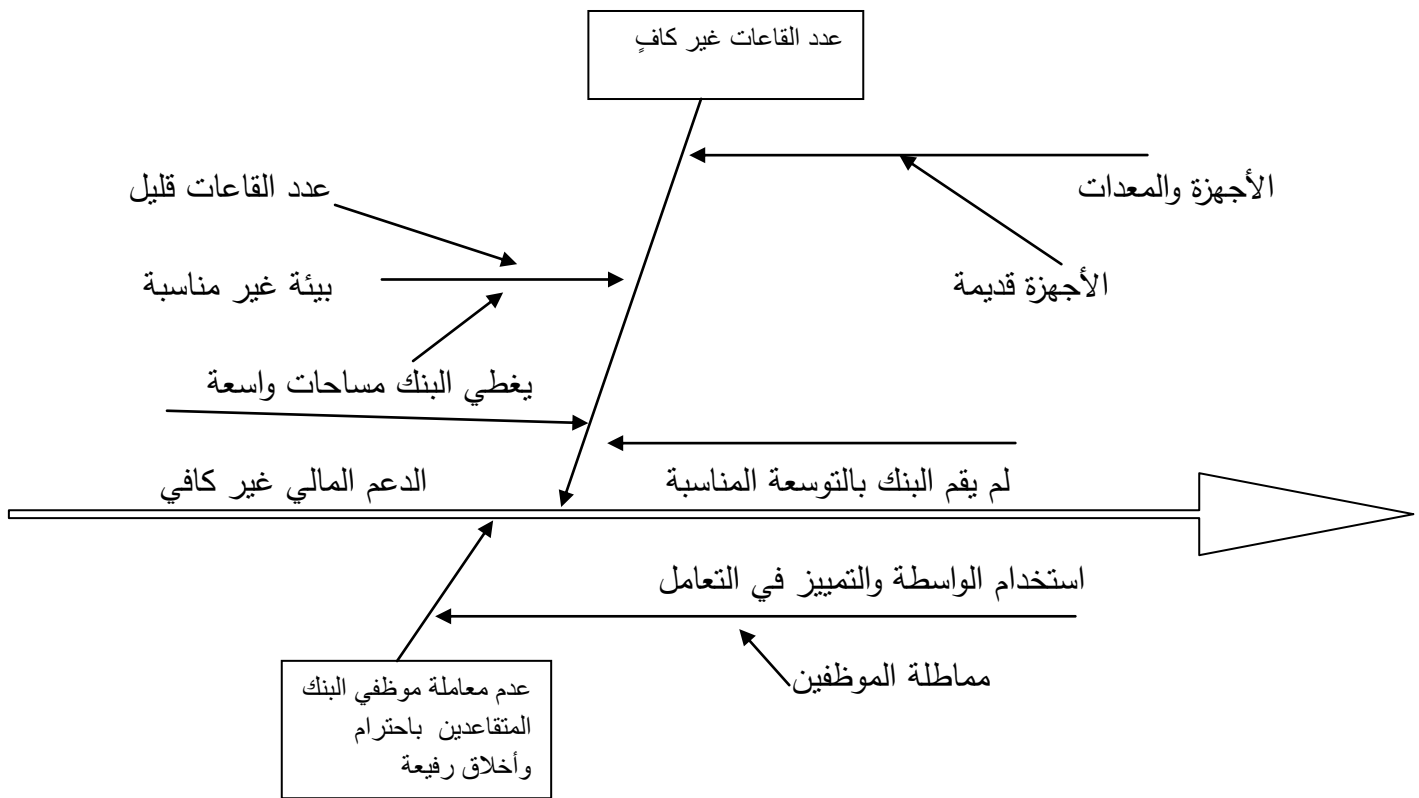 عدد القاعات غير كافٍ
الأجهزة والمعدات
عدد القاعات قليل
الأجهزة قديمة
بيئة غير مناسبة
يغطي البنك مساحات واسعة
لم يقم البنك بالتوسعة المناسبة
الدعم المالي غير كافي
استخدام الواسطة والتمييز في التعامل
مماطلة الموظفين
عدم معاملة موظفي البنك
المتقاعدين باحترام
وأخلاق رفيعة